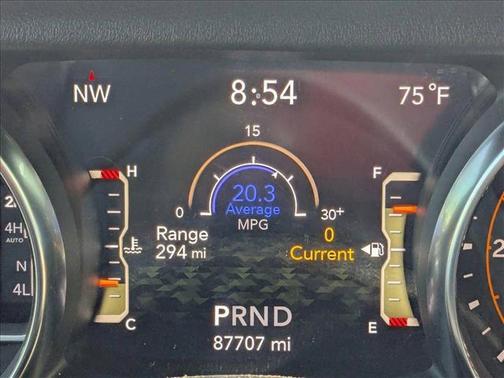 NW 8:54 75°F
15
H F
20.3
Average
0 MPG 30+
Range 0
294 mi Current
4H
AUTO
N
4L
C E
PRND
87707 mi